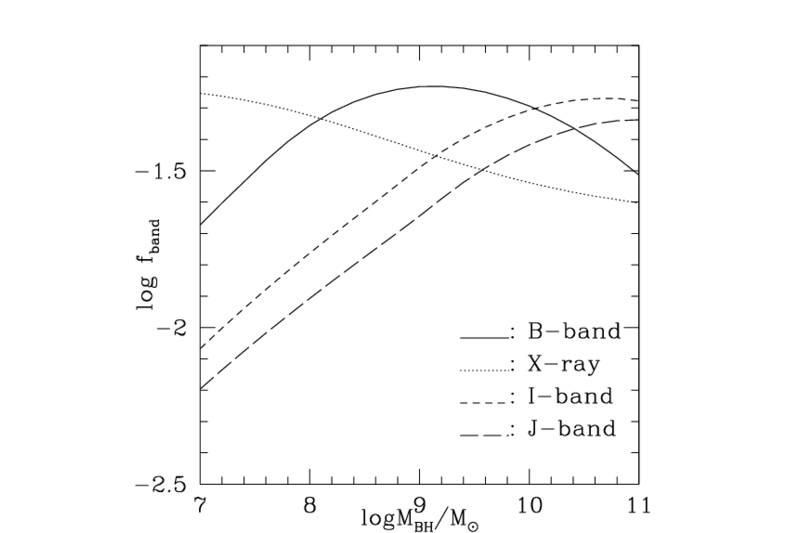 −1.5
−2
−2.5
log f_band
: B−band
: X−ray
: I−band
: J−band
7 8 9 10 11
logM_BH/M_⊙